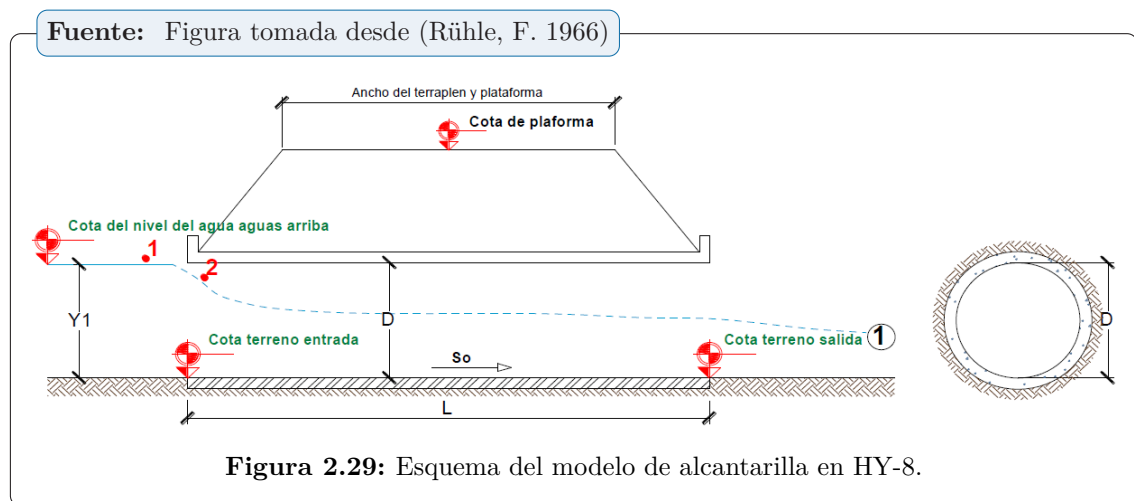 Fuente: Figura tomada desde (Rühle, F. 1966)
Ancho del terraplen y plataforma
Cota de plaforma
Cota del nivel del agua aguas arriba
1
2
Y1
D
1
D
Cota terreno entrada
So
Cota terreno salida
L
Figura 2.29: Esquema del modelo de alcantarilla en HY-8.